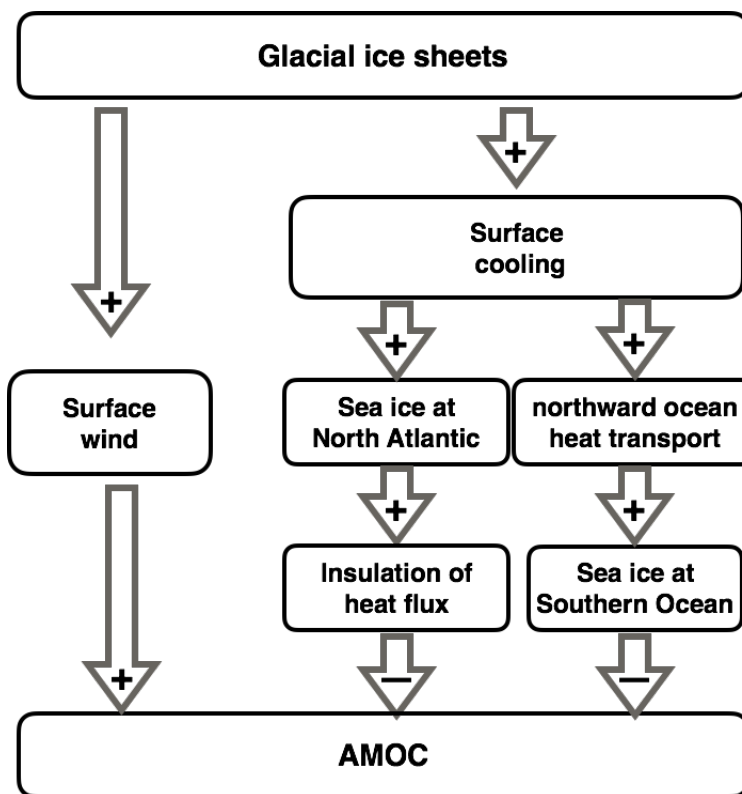 Glacial ice sheets
+
+
Surface
cooling
+
+
Surface
wind
Sea ice at
North Atlantic
northward ocean
heat transport
+
+
Insulation of
heat flux
Sea ice at
Southern Ocean
+
−
−
AMOC